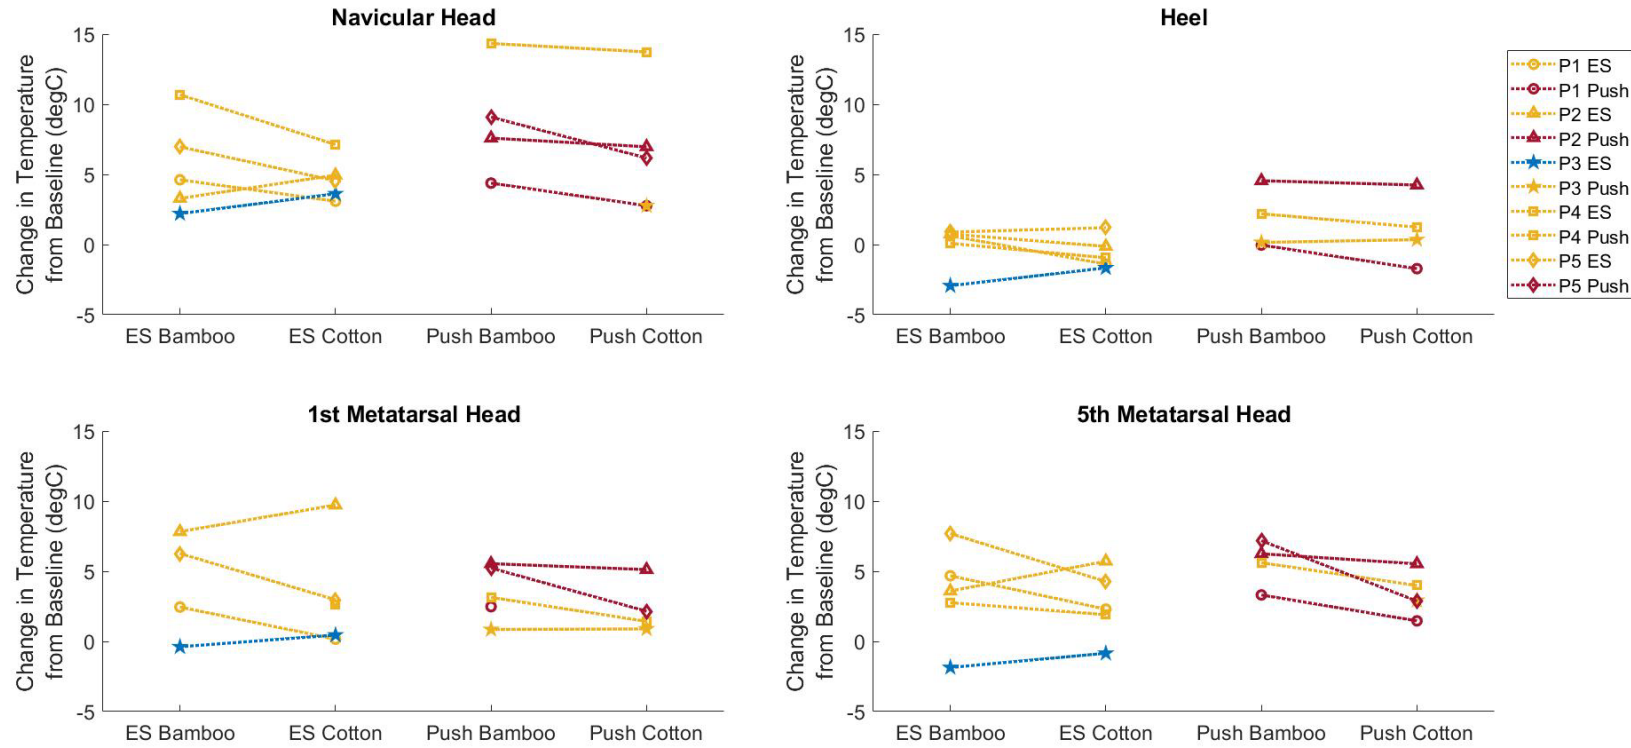 Navicular Head
Change in Temperature
from Baseline (degC)
15
10
5
0
-5
ES Bamboo
ES Cotton
Push Bamboo
Push Cotton
Heel
Change in Temperature
from Baseline (degC)
15
10
5
0
-5
ES Bamboo
ES Cotton
Push Bamboo
Push Cotton
P1 ES
P1 Push
P2 ES
P2 Push
P3 ES
P3 Push
P4 ES
P4 Push
P5 ES
P5 Push
1st Metatarsal Head
Change in Temperature
from Baseline (degC)
15
10
5
0
-5
ES Bamboo
ES Cotton
Push Bamboo
Push Cotton
5th Metatarsal Head
Change in Temperature
from Baseline (degC)
15
10
5
0
-5
ES Bamboo
ES Cotton
Push Bamboo
Push Cotton